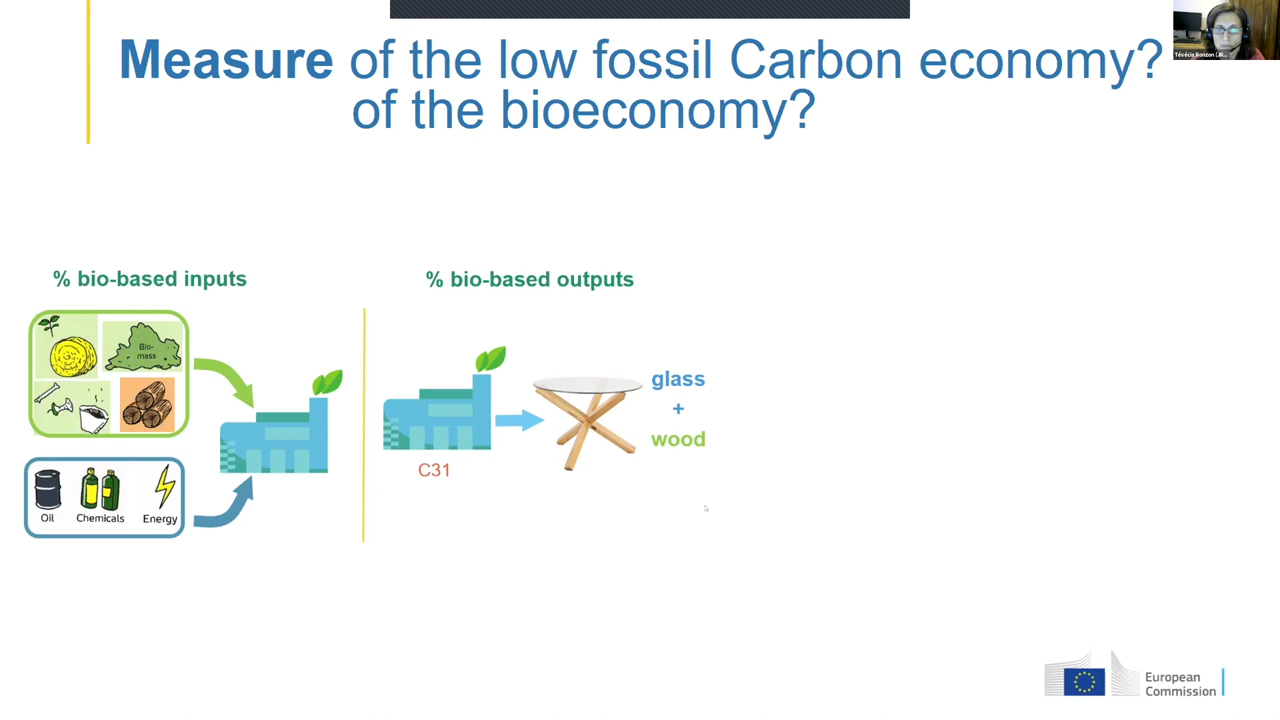 Measure of the low fossil Carbon economy?
of the bioeconomy?
% bio-based inputs
Bio-
mass
Oil
Chemicals
Energy
% bio-based outputs
C31
glass
+
wood
European
Commission